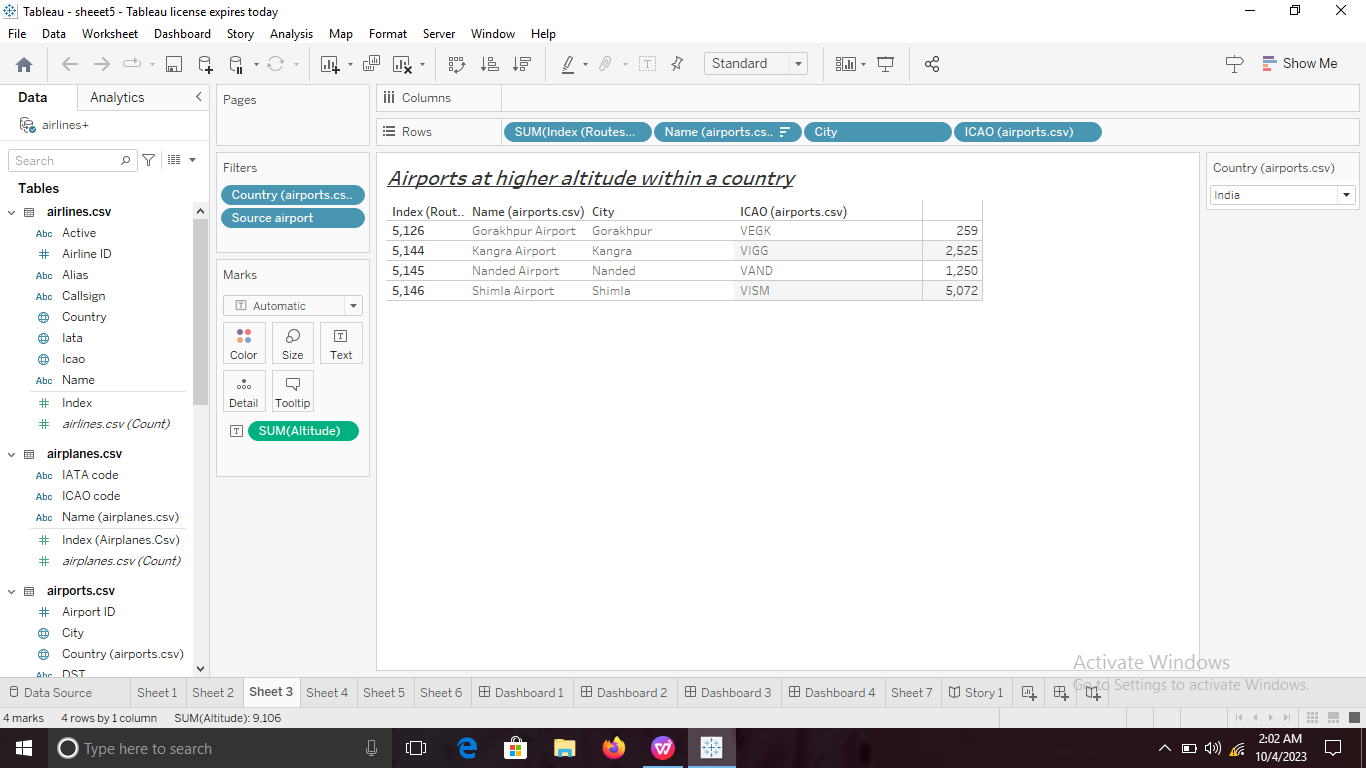 Tableau - sheeet5 - Tableau license expires today
File Data Worksheet Dashboard Story Analysis Map Format Server Window Help
Standard
Show Me
Data Analytics
airlines+
Search
Tables
airlines.csv
Abc Active
Airline ID
Abc Alias
Abc Callsign
Country
Iata
Icao
Abc Name
Index
airlines.csv (Count)
airplanes.csv
Abc IATA code
Abc ICAO code
Abc Name (airplanes.csv)
Index (Airplanes.Csv)
airplanes.csv (Count)
airports.csv
Airport ID
City
Country (airports.csv)
Abc DST
Pages
Filters
Country (airports.cs..
Source airport
Marks
Automatic
Color Size Text
Detail Tooltip
SUM(Altitude)
Columns
Rows SUM(Index (Routes... Name (airports.cs.. City ICAO (airports.csv)
Airports at higher altitude within a country
Index (Rout.. Name (airports.csv) City ICAO (airports.csv)
5,126 Gorakhpur Airport Gorakhpur VEGK 259
5,144 Kangra Airport Kangra VIGG 2,525
5,145 Nanded Airport Nanded VAND 1,250
5,146 Shimla Airport Shimla VISM 5,072
Country (airports.csv)
India
Activate Windows
Go to Settings to activate Windows.
Data Source Sheet 1 Sheet 2 Sheet 3 Sheet 4 Sheet 5 Sheet 6 Dashboard 1 Dashboard 2 Dashboard 3 Dashboard 4 Sheet 7 Story 1
4 marks 4 rows by 1 column SUM(Altitude): 9,106
Type here to search
2:02 AM
10/4/2023